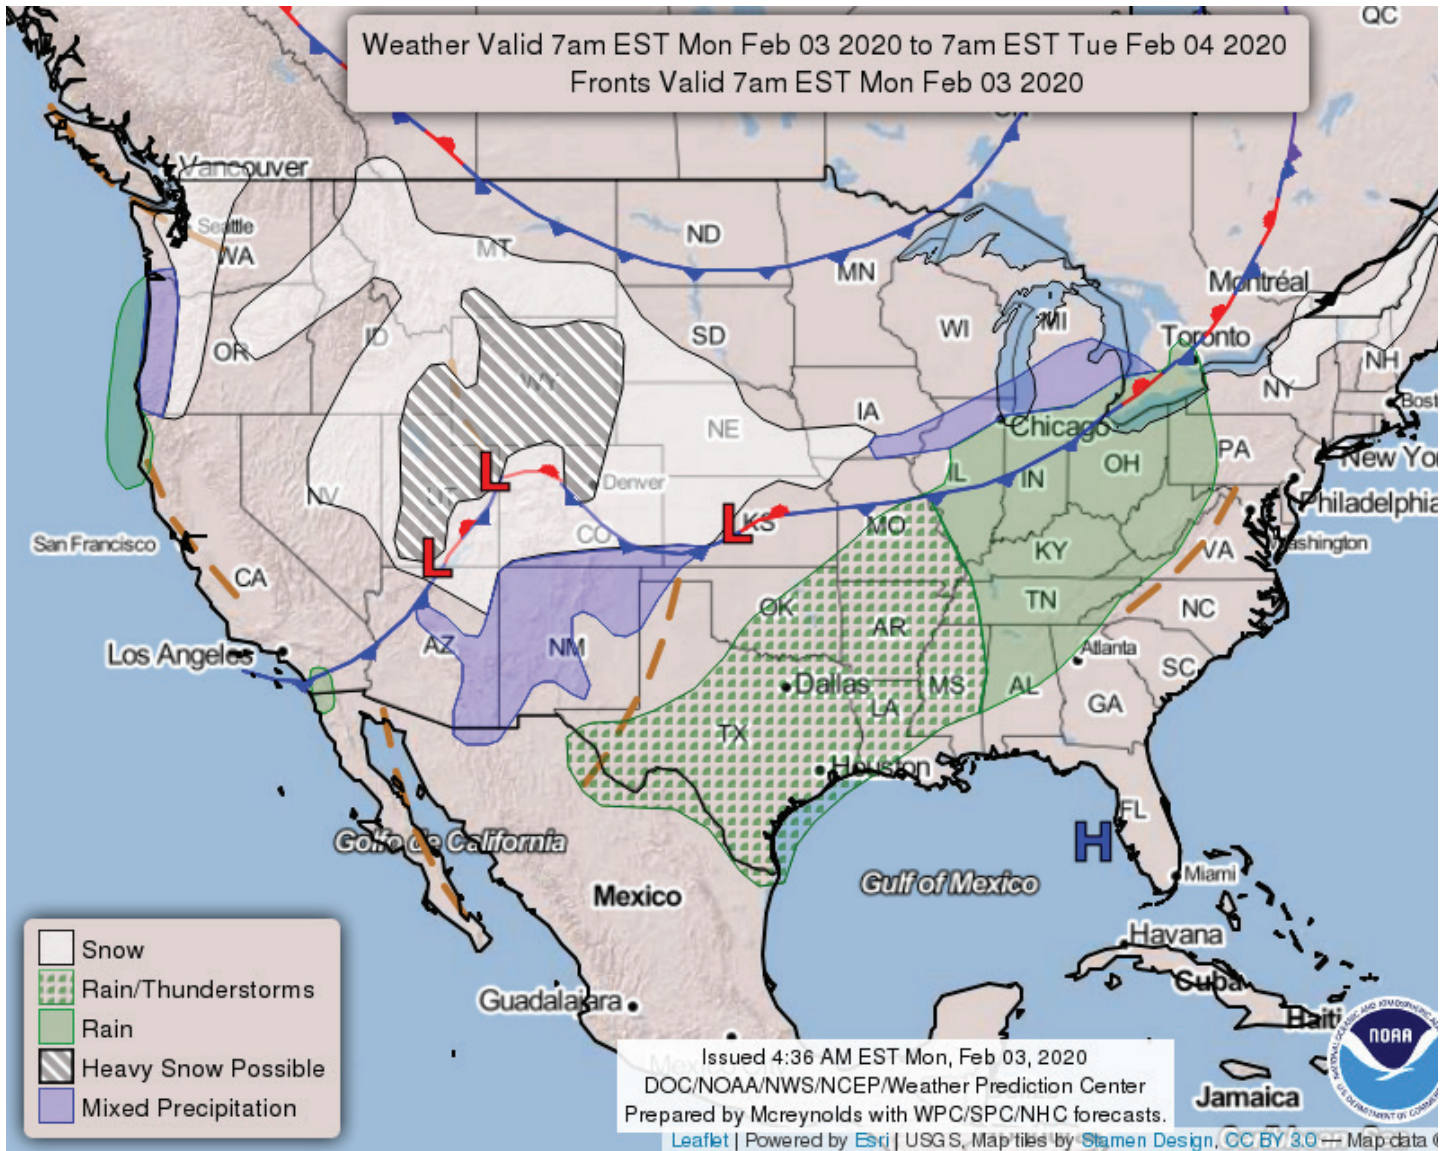 QC
Weather Valid 7am EST Mon Feb 03 2020 to 7am EST Tue Feb 04 2020
Fronts Valid 7am EST Mon Feb 03 2020
Vancouver
Seattle
WA
MT
ND
MN
Montréal
OR
ID
SD
WI
MI
Toronto
NH
WY
NY
Bost
NE
IA
Chicago
PA
New Yo
NV
UT
L
Denver
IL
IN
OH
Philadelphia
San Francisco
CO
L
KS
MO
KY
VA
Washington
CA
L
OK
TN
NC
Los Angeles
AZ
NM
AR
Atlanta
SC
Dallas
MS
AL
GA
LA
TX
Houston
FL
Golfo de California
H
Gulf of Mexico
Miami
Mexico
Havana
Cuba
Haiti
Guadalajara
Mexico City
Jamaica
NOAA
Snow
Rain/Thunderstorms
Rain
Heavy Snow Possible
Mixed Precipitation
Issued 4:36 AM EST Mon, Feb 03, 2020
DOC/NOAA/NWS/NCEP/Weather Prediction Center
Prepared by Mcreynolds with WPC/SPC/NHC forecasts.
Leaflet | Powered by Esri | USGS, Map tiles by Stamen Design, CC BY 3.0 — Map data ©